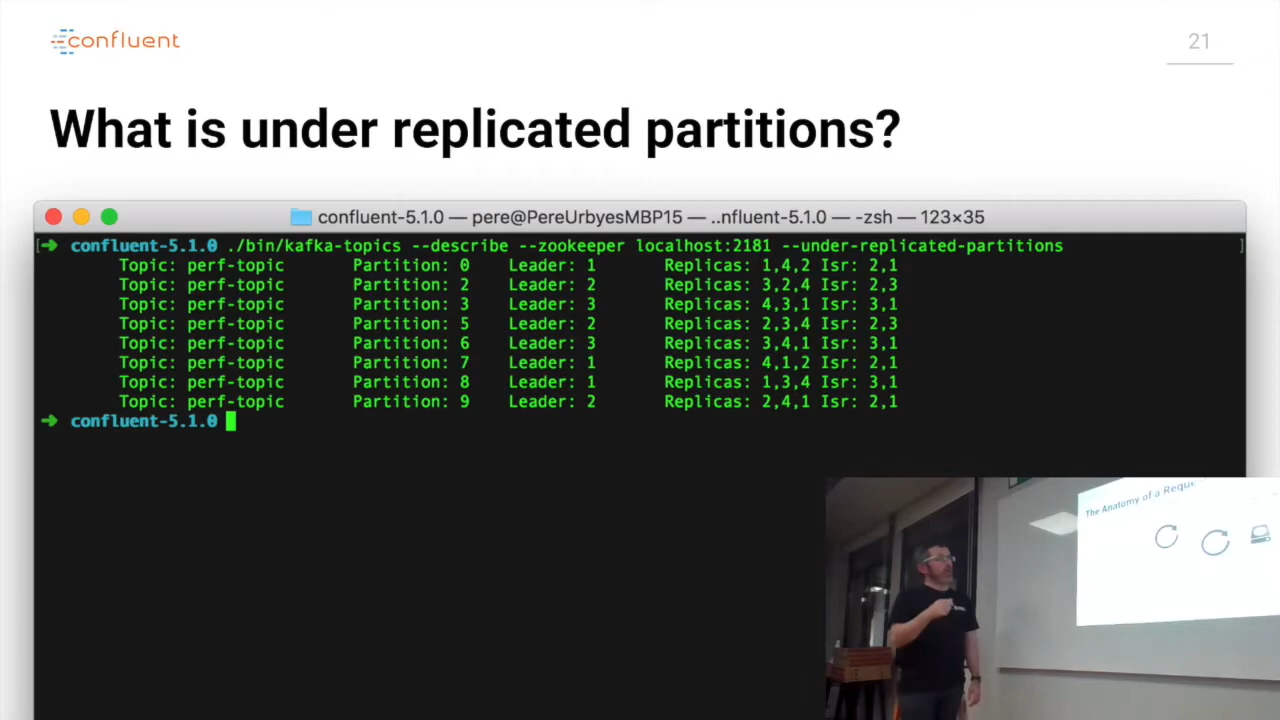 confluent
21
What is under replicated partitions?
confluent-5.1.0 — pere@PereUrbyesMBP15 — ..nfluent-5.1.0 — -zsh — 123×35
[➜ confluent-5.1.0 ./bin/kafka-topics --describe --zookeeper localhost:2181 --under-replicated-partitions ]
Topic: perf-topic Partition: 0 Leader: 1 Replicas: 1,4,2 Isr: 2,1
Topic: perf-topic Partition: 2 Leader: 2 Replicas: 3,2,4 Isr: 2,3
Topic: perf-topic Partition: 3 Leader: 3 Replicas: 4,3,1 Isr: 3,1
Topic: perf-topic Partition: 5 Leader: 2 Replicas: 2,3,4 Isr: 2,3
Topic: perf-topic Partition: 6 Leader: 3 Replicas: 3,4,1 Isr: 3,1
Topic: perf-topic Partition: 7 Leader: 1 Replicas: 4,1,2 Isr: 2,1
Topic: perf-topic Partition: 8 Leader: 1 Replicas: 1,3,4 Isr: 3,1
Topic: perf-topic Partition: 9 Leader: 2 Replicas: 2,4,1 Isr: 2,1
➜ confluent-5.1.0
The Anatomy of a Reque